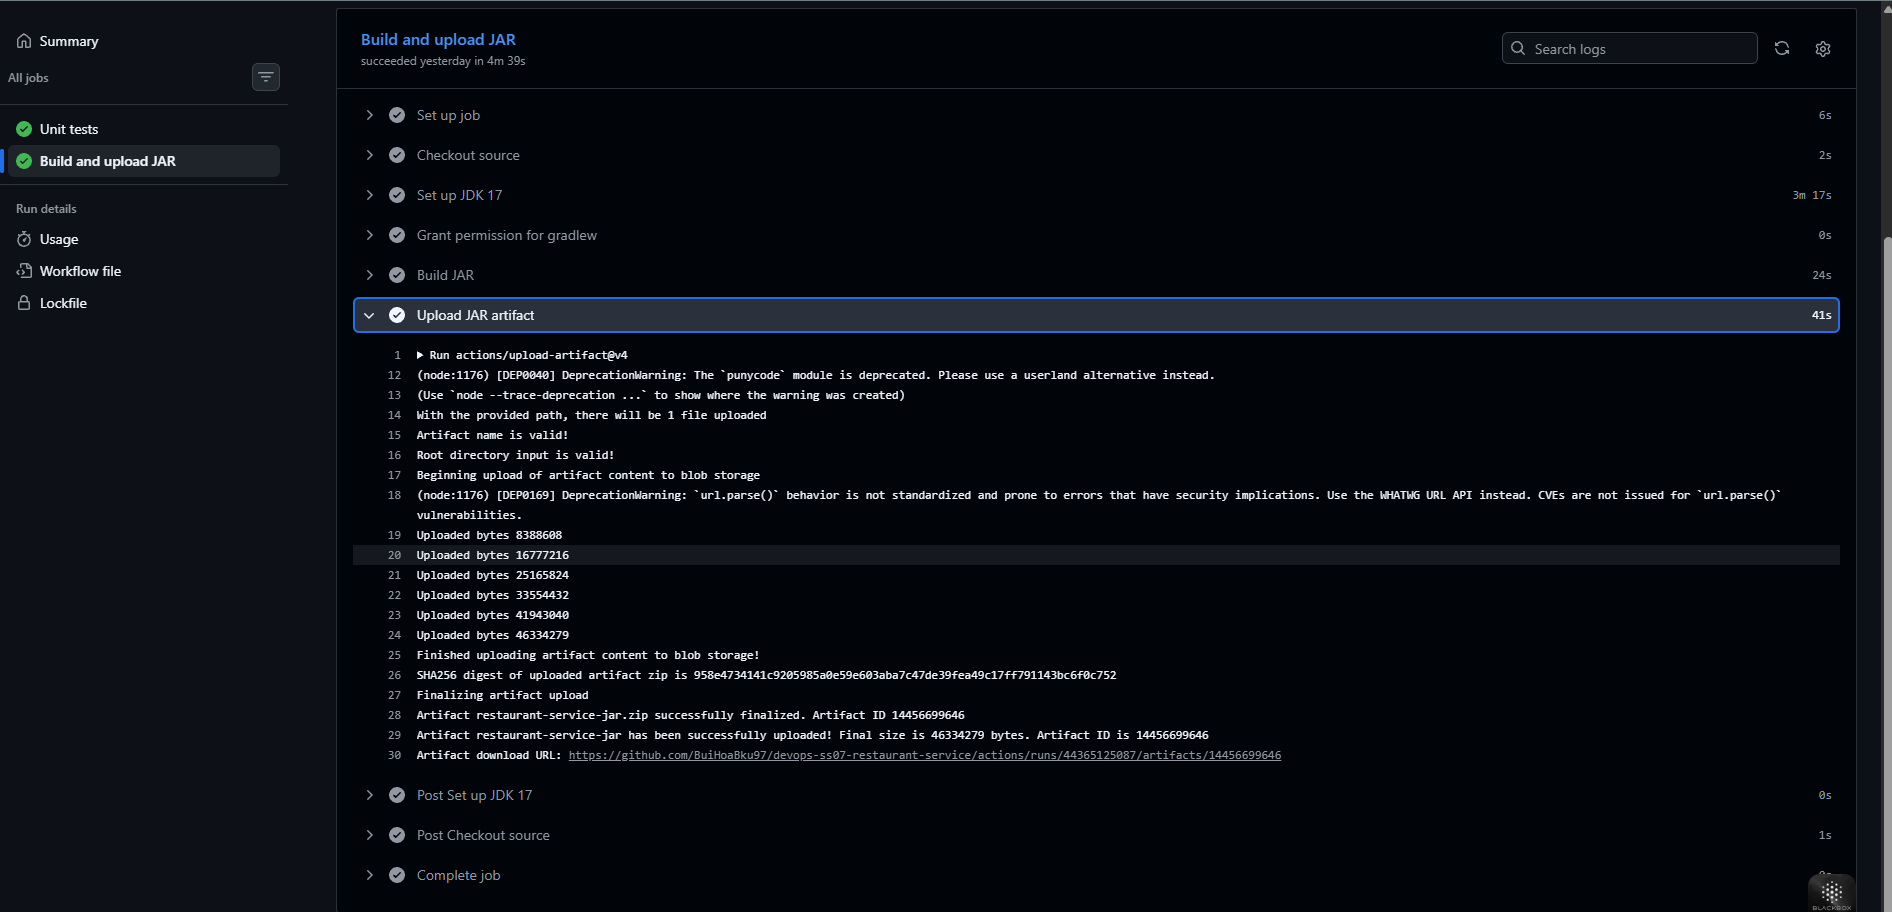 Summary
All jobs
Unit tests
Build and upload JAR
Run details
Usage
Workflow file
Lockfile
Build and upload JAR
succeeded yesterday in 4m 39s
Search logs
Set up job 6s
Checkout source 2s
Set up JDK 17 3m 17s
Grant permission for gradlew 0s
Build JAR 24s
Upload JAR artifact 41s
1 Run actions/upload-artifact@v4
12 (node:1176) [DEP0040] DeprecationWarning: The `punycode` module is deprecated. Please use a userland alternative instead.
13 (Use `node --trace-deprecation ...` to show where the warning was created)
14 With the provided path, there will be 1 file uploaded
15 Artifact name is valid!
16 Root directory input is valid!
17 Beginning upload of artifact content to blob storage
18 (node:1176) [DEP0169] DeprecationWarning: `url.parse()` behavior is not standardized and prone to errors that have security implications. Use the WHATWG URL API instead. CVEs are not issued for `url.parse()`
vulnerabilities.
19 Uploaded bytes 8388608
20 Uploaded bytes 16777216
21 Uploaded bytes 25165824
22 Uploaded bytes 33554432
23 Uploaded bytes 41943040
24 Uploaded bytes 46334279
25 Finished uploading artifact content to blob storage!
26 SHA256 digest of uploaded artifact zip is 958e4734141c9205985a0e59e603aba7c47de39fea49c17ff791143bc6f0c752
27 Finalizing artifact upload
28 Artifact restaurant-service-jar.zip successfully finalized. Artifact ID 14456699646
29 Artifact restaurant-service-jar has been successfully uploaded! Final size is 46334279 bytes. Artifact ID is 14456699646
30 Artifact download URL: https://github.com/BuiHoaBku97/devops-ss07-restaurant-service/actions/runs/44365125087/artifacts/14456699646
Post Set up JDK 17 0s
Post Checkout source 1s
Complete job
BLACKBOX